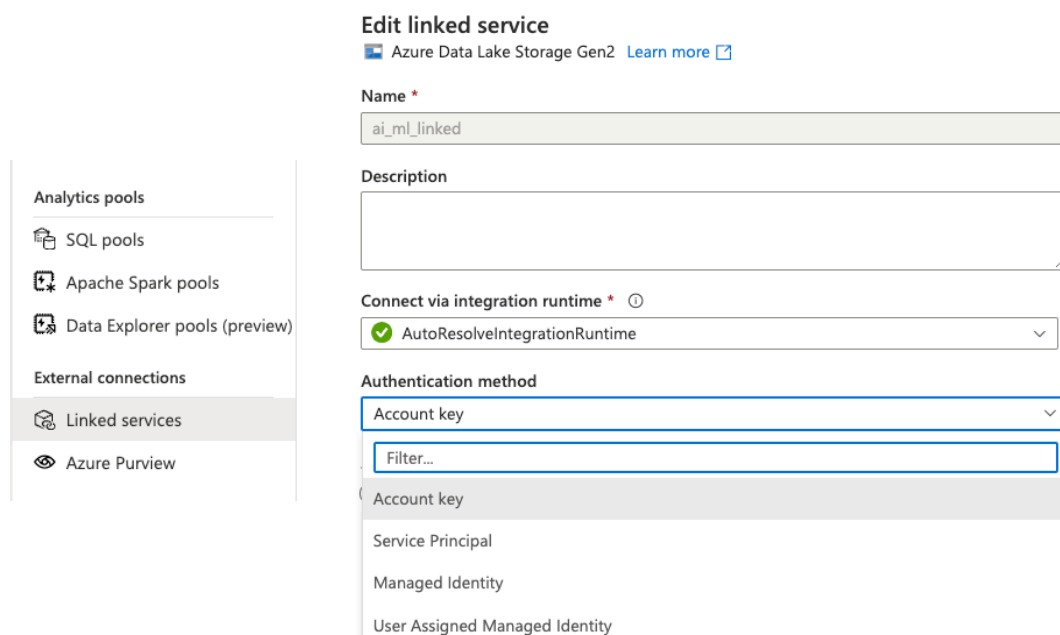 Edit linked service
Azure Data Lake Storage Gen2 Learn more
Name *
ai_ml_linked
Description
Analytics pools
SQL pools
Apache Spark pools
Data Explorer pools (preview)
External connections
Linked services
Azure Purview
Connect via integration runtime *
AutoResolveIntegrationRuntime
Authentication method
Account key
Filter...
Account key
Service Principal
Managed Identity
User Assigned Managed Identity